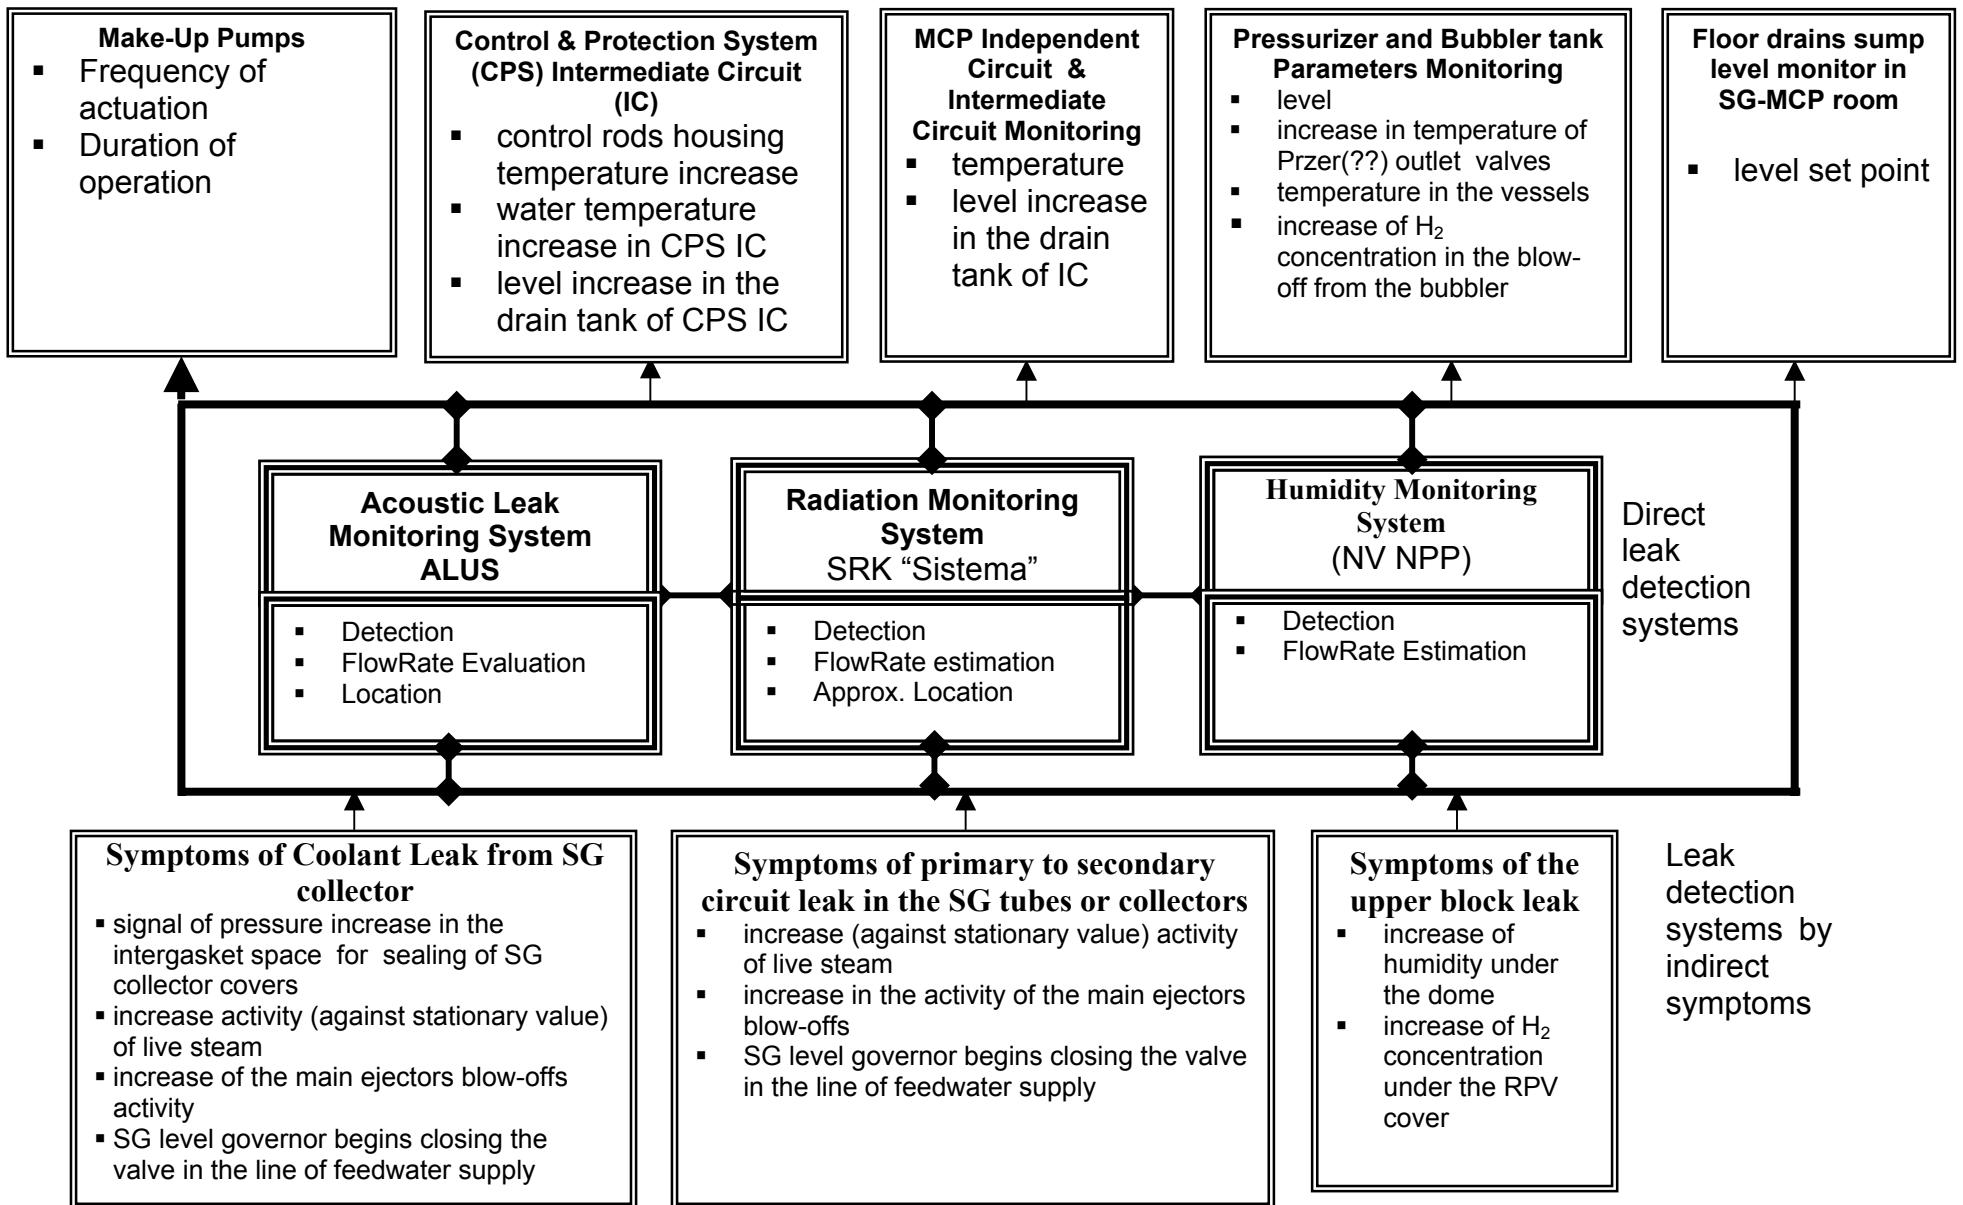 Make-Up Pumps
▪ Frequency of
actuation
▪ Duration of
operation
Control & Protection System
(CPS) Intermediate Circuit
(IC)
▪ control rods housing
temperature increase
▪ water temperature
increase in CPS IC
▪ level increase in the
drain tank of CPS IC
MCP Independent
Circuit &
Intermediate
Circuit Monitoring
▪ temperature
▪ level increase
in the drain
tank of IC
Pressurizer and Bubbler tank
Parameters Monitoring
▪ level
▪ increase in temperature of
Przer(??) outlet valves
▪ temperature in the vessels
▪ increase of H₂
concentration in the blow-
off from the bubbler
Floor drains sump
level monitor in
SG-MCP room
▪ level set point
Acoustic Leak
Monitoring System
ALUS
▪ Detection
▪ FlowRate Evaluation
▪ Location
Radiation Monitoring
System
SRK “Sistema”
▪ Detection
▪ FlowRate estimation
▪ Approx. Location
Humidity Monitoring
System
(NV NPP)
▪ Detection
▪ FlowRate Estimation
Direct
leak
detection
systems
Symptoms of Coolant Leak from SG
collector
▪ signal of pressure increase in the
intergasket space for sealing of SG
collector covers
▪ increase activity (against stationary value)
of live steam
▪ increase of the main ejectors blow-offs
activity
▪ SG level governor begins closing the
valve in the line of feedwater supply
Symptoms of primary to secondary
circuit leak in the SG tubes or collectors
▪ increase (against stationary value) activity
of live steam
▪ increase in the activity of the main ejectors
blow-offs
▪ SG level governor begins closing the valve
in the line of feedwater supply
Symptoms of the
upper block leak
▪ increase of
humidity under
the dome
▪ increase of H₂
concentration
under the RPV
cover
Leak
detection
systems by
indirect
symptoms